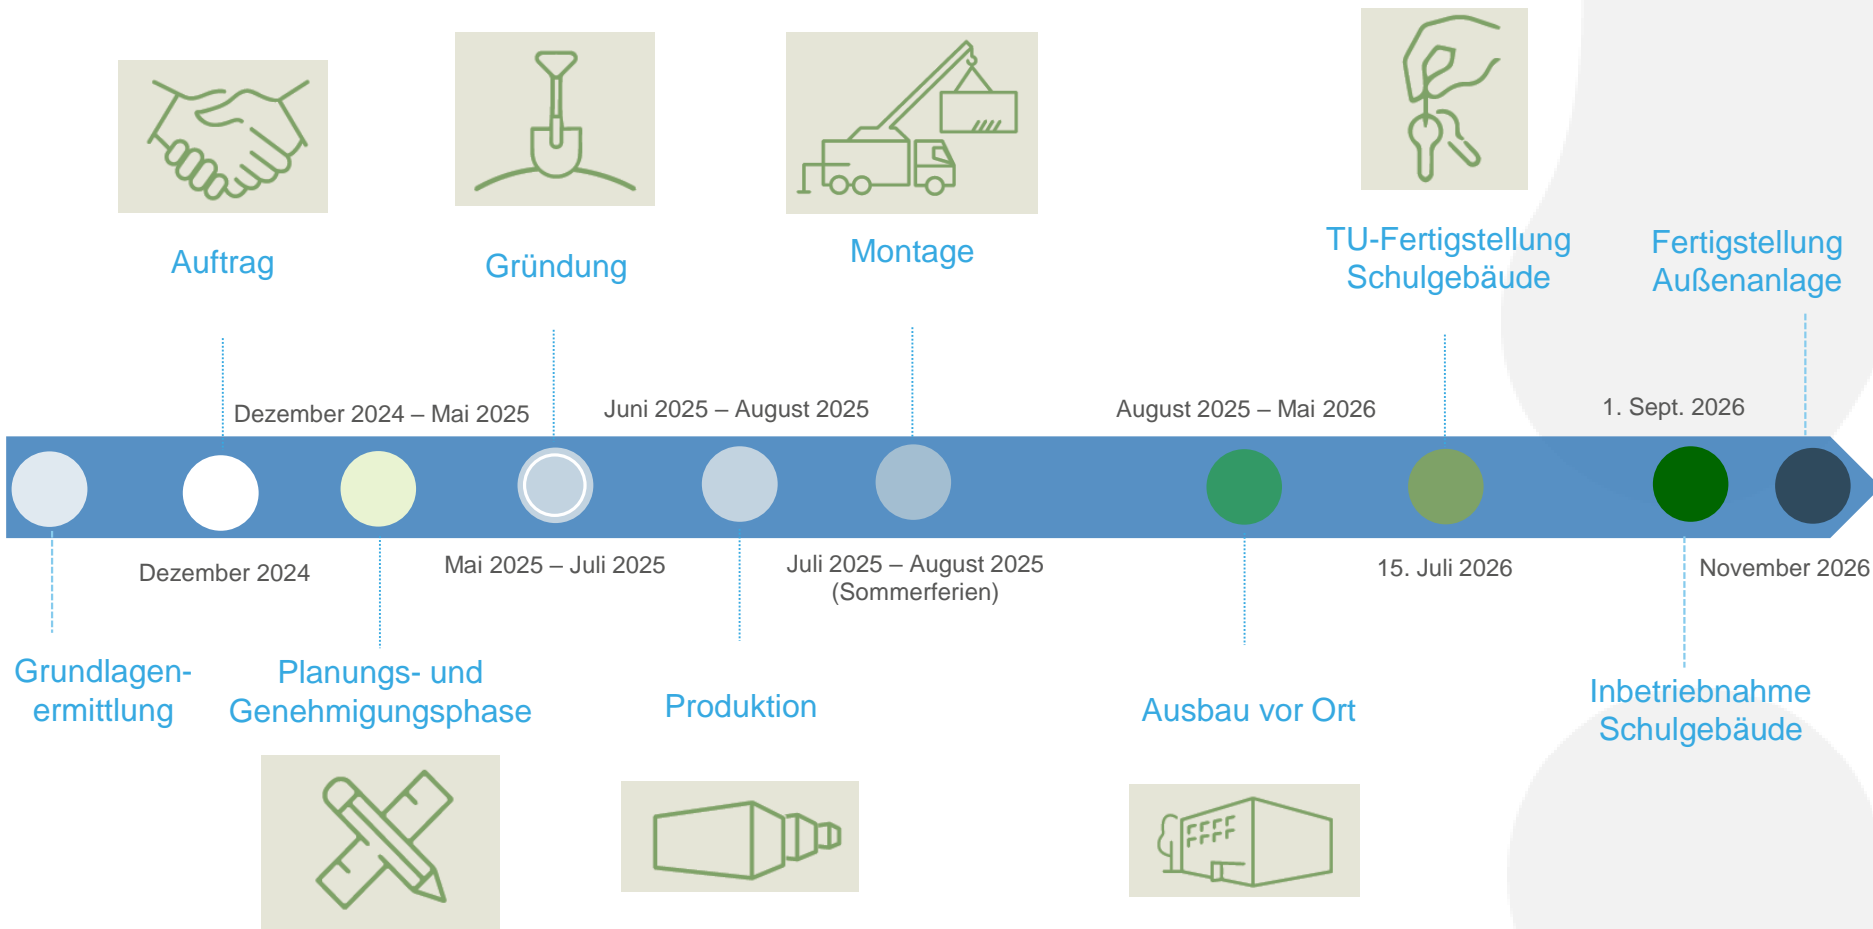 Auftrag
Gründung
Montage
TU-Fertigstellung
Schulgebäude
Fertigstellung
Außenanlage
Dezember 2024 – Mai 2025
Juni 2025 – August 2025
August 2025 – Mai 2026
1. Sept. 2026
Dezember 2024
Mai 2025 – Juli 2025
Juli 2025 – August 2025
(Sommerferien)
15. Juli 2026
November 2026
Grundlagen-
ermittlung
Planungs- und
Genehmigungsphase
Produktion
Ausbau vor Ort
Inbetriebnahme
Schulgebäude